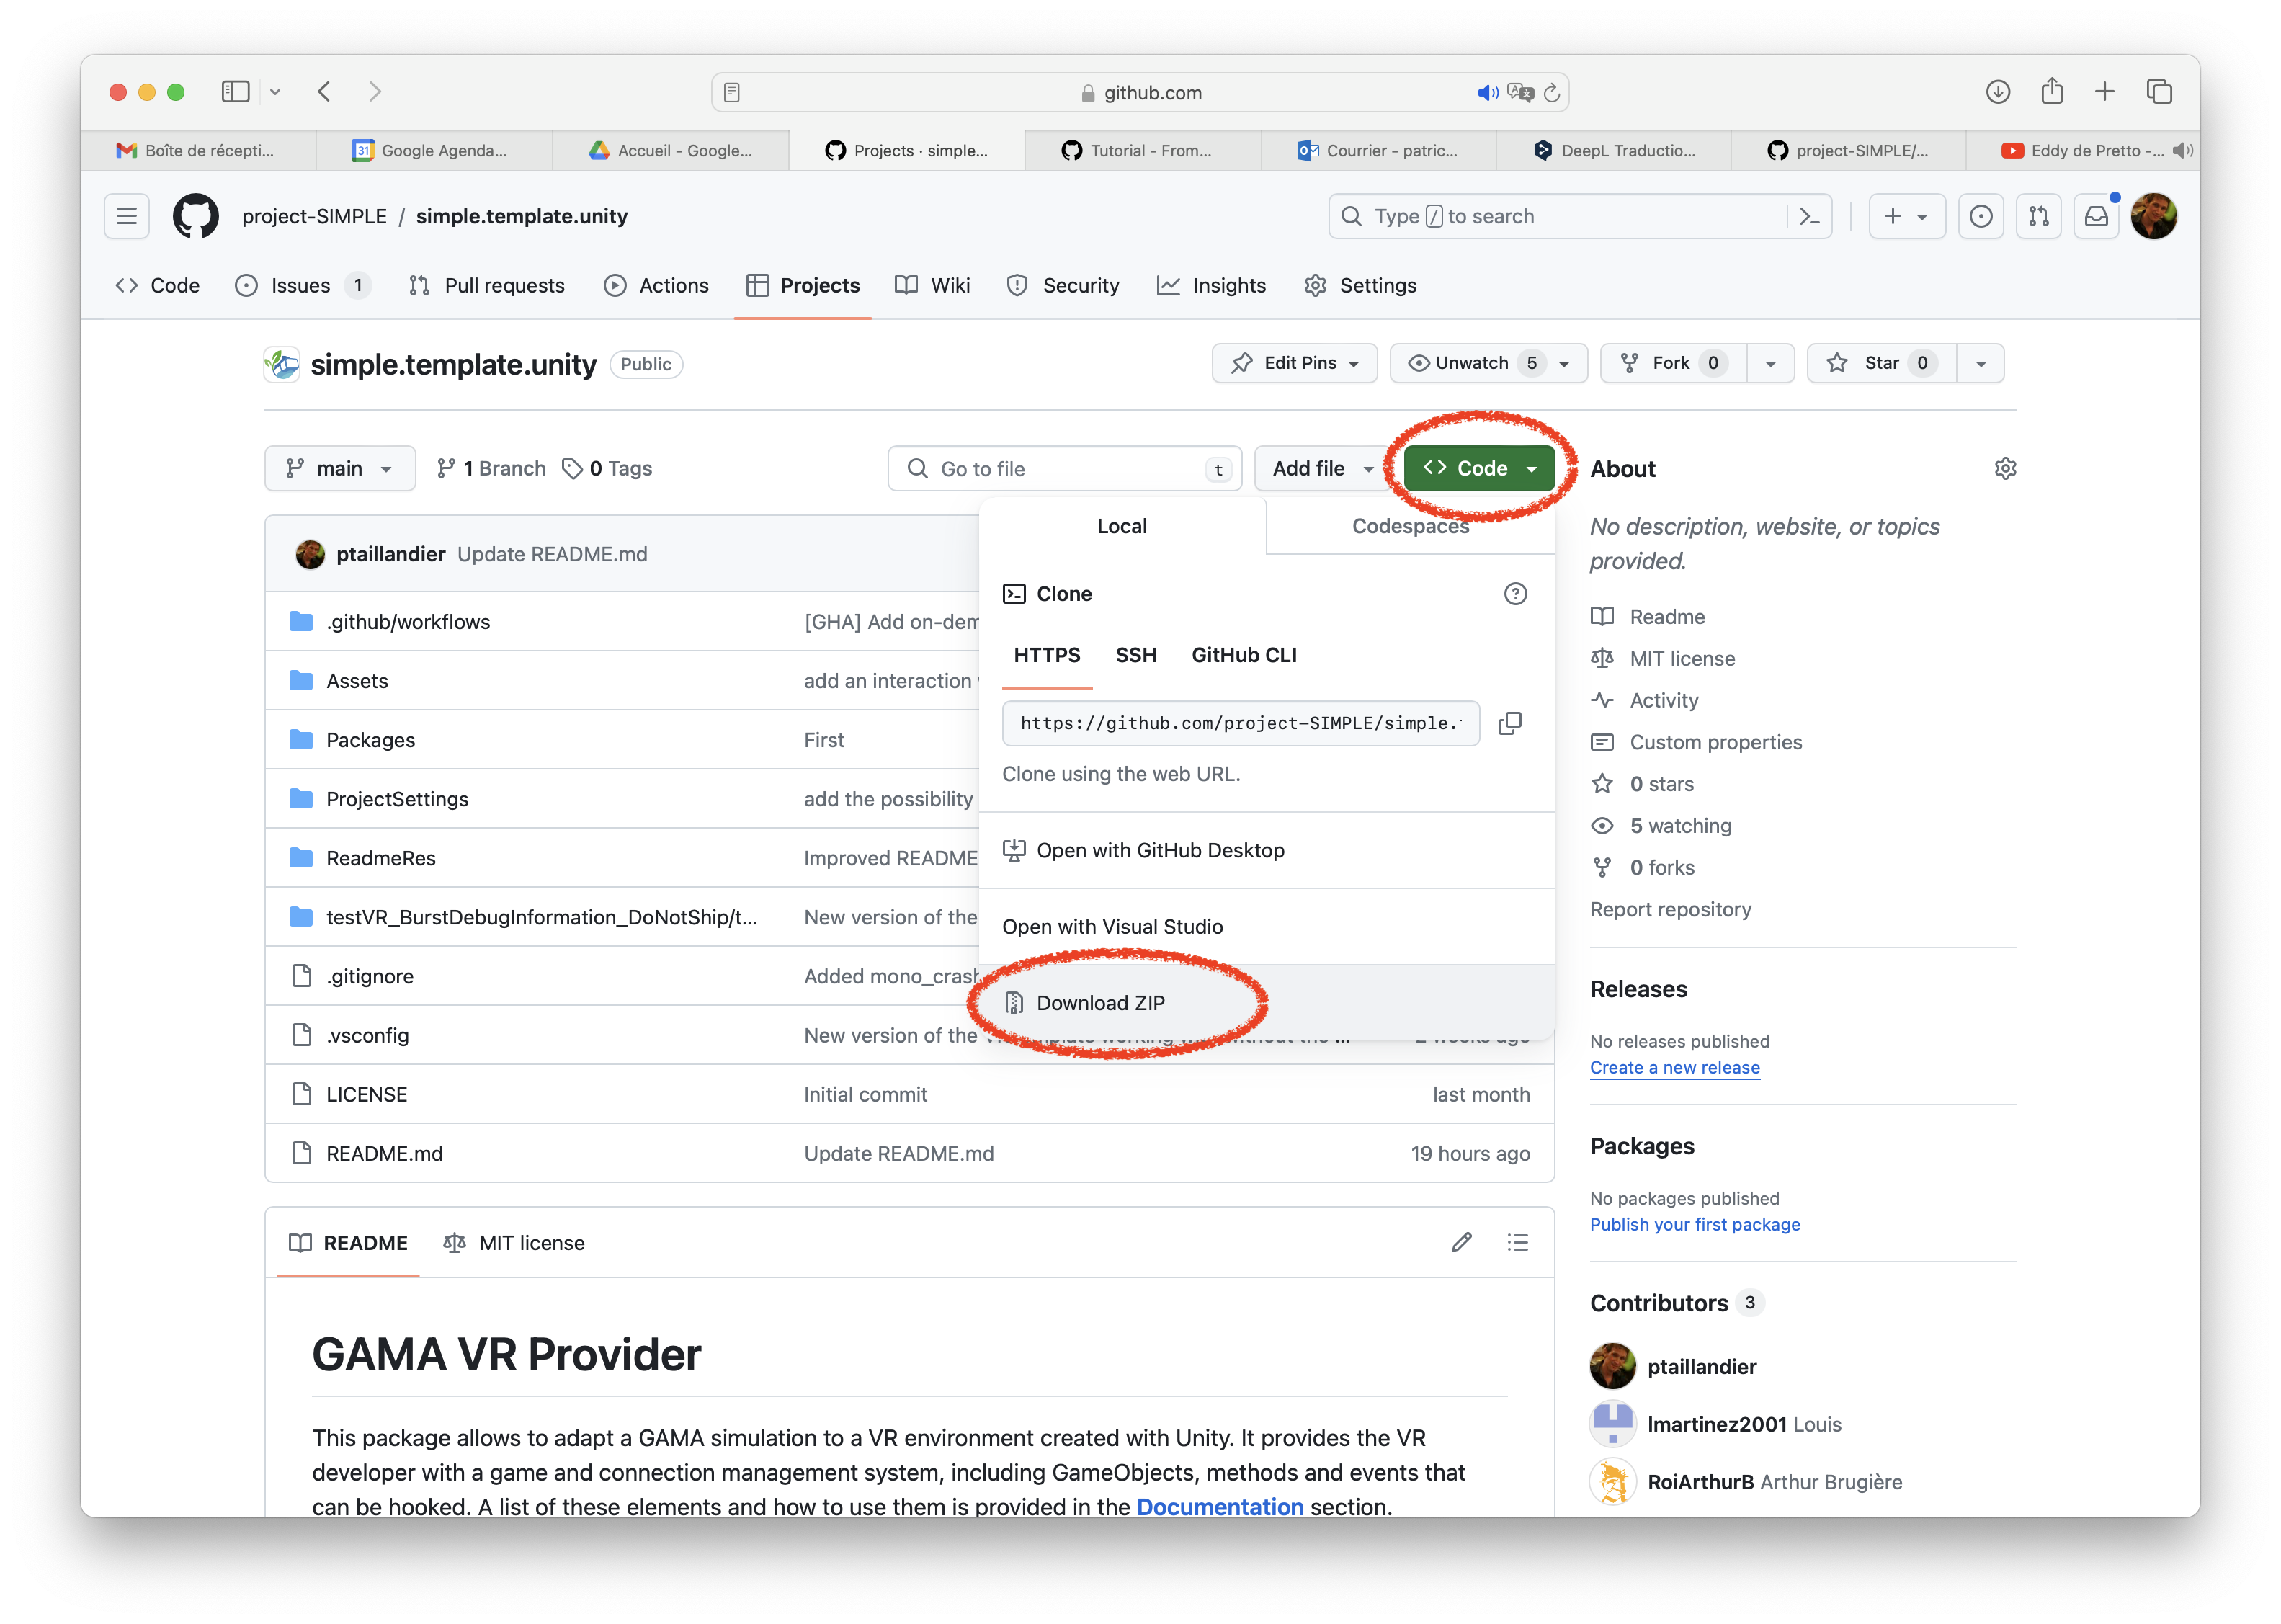 github.com
Boîte de récepti...
31
Google Agenda...
Accueil - Google...
Projects · simple...
Tutorial - From...
Courrier - patric...
DeepL Traductio...
project-SIMPLE/...
Eddy de Pretto -...
project-SIMPLE / simple.template.unity
Type / to search
Code
Issues 1
Pull requests
Actions
Projects
Wiki
Security
Insights
Settings
simple.template.unity Public
Edit Pins
Unwatch 5
Fork 0
Star 0
main
1 Branch
0 Tags
Go to file t
Add file
<> Code
Local
Codespaces
Clone
HTTPS
SSH
GitHub CLI
https://github.com/project-SIMPLE/simple.
Clone using the web URL.
Open with GitHub Desktop
Open with Visual Studio
Download ZIP
ptaillandier Update README.md
.github/workflows [GHA] Add on-dem
Assets add an interaction
Packages First
ProjectSettings add the possibility
ReadmeRes Improved README
testVR_BurstDebugInformation_DoNotShip/t... New version of the
.gitignore Added mono_crash
.vsconfig New version of the
LICENSE Initial commit last month
README.md Update README.md 19 hours ago
README
MIT license
GAMA VR Provider
This package allows to adapt a GAMA simulation to a VR environment created with Unity. It provides the VR
developer with a game and connection management system, including GameObjects, methods and events that
can be hooked. A list of these elements and how to use them is provided in the Documentation section.
About
No description, website, or topics
provided.
Readme
MIT license
Activity
Custom properties
0 stars
5 watching
0 forks
Report repository
Releases
No releases published
Create a new release
Packages
No packages published
Publish your first package
Contributors 3
ptaillandier
lmartinez2001 Louis
RoiArthurB Arthur Brugière